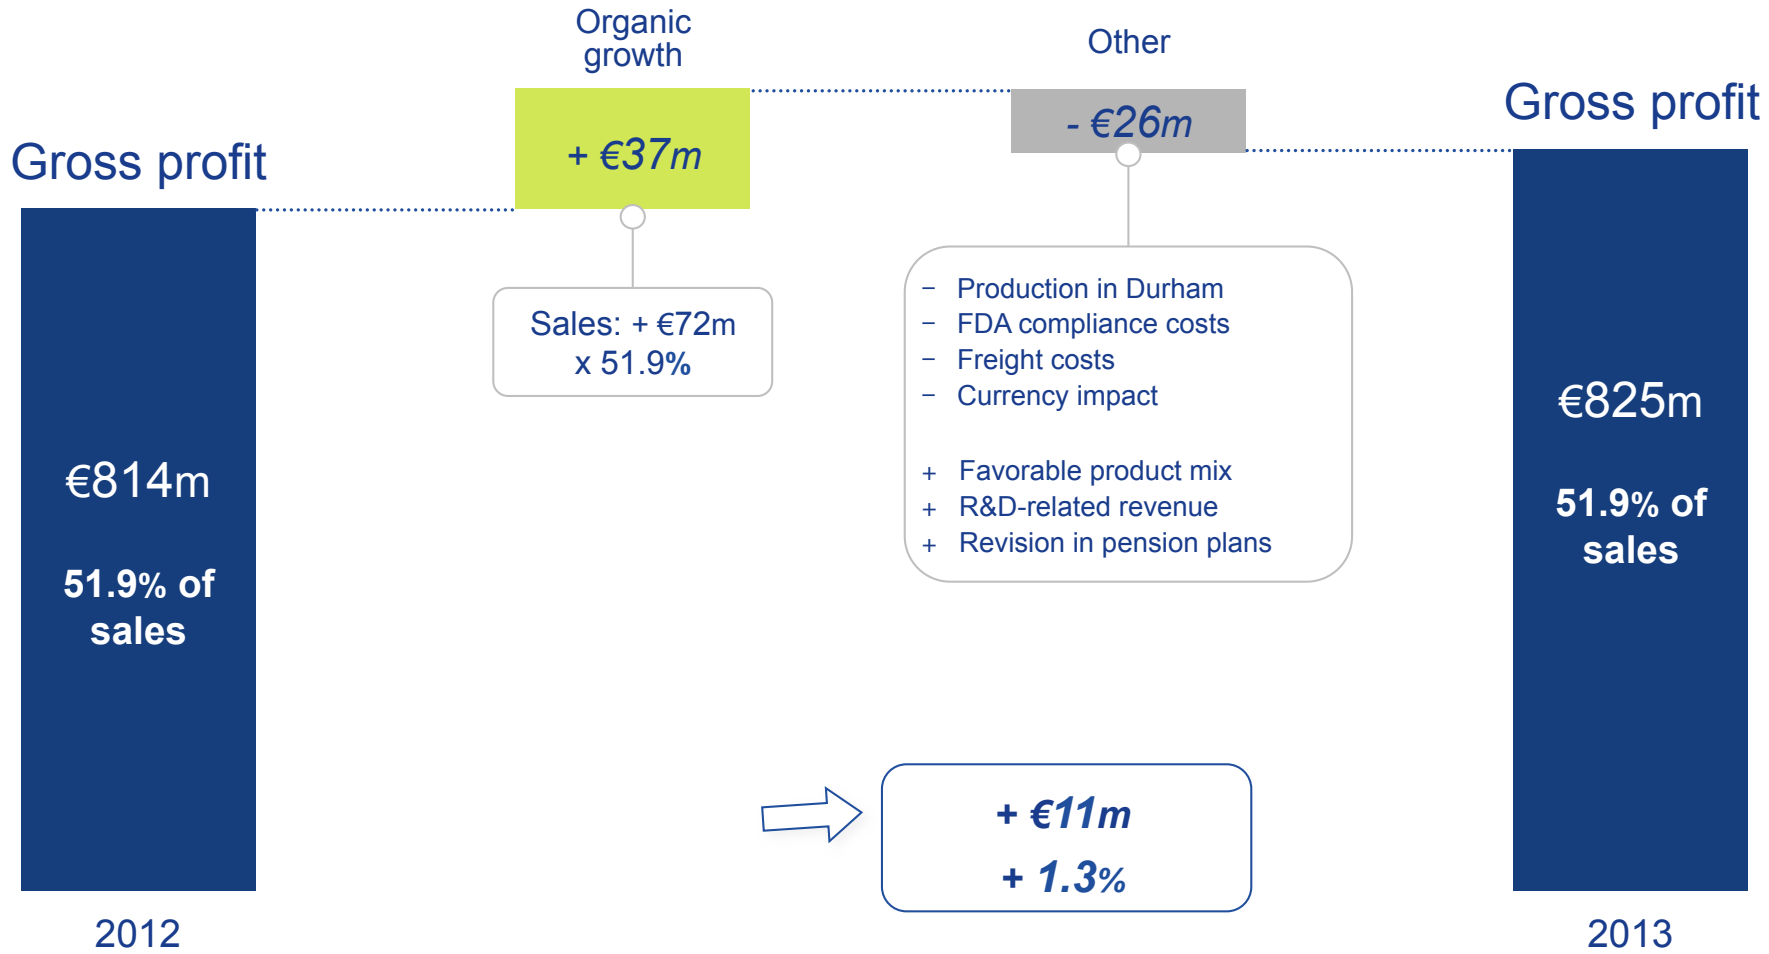 Organic
growth
Other
Gross profit
Gross profit
+ €37m
- €26m
Sales: + €72m
x 51.9%
– Production in Durham
– FDA compliance costs
– Freight costs
– Currency impact
+ Favorable product mix
+ R&D-related revenue
+ Revision in pension plans
€814m
51.9% of
sales
€825m
51.9% of
sales
+ €11m
+ 1.3%
2012
2013